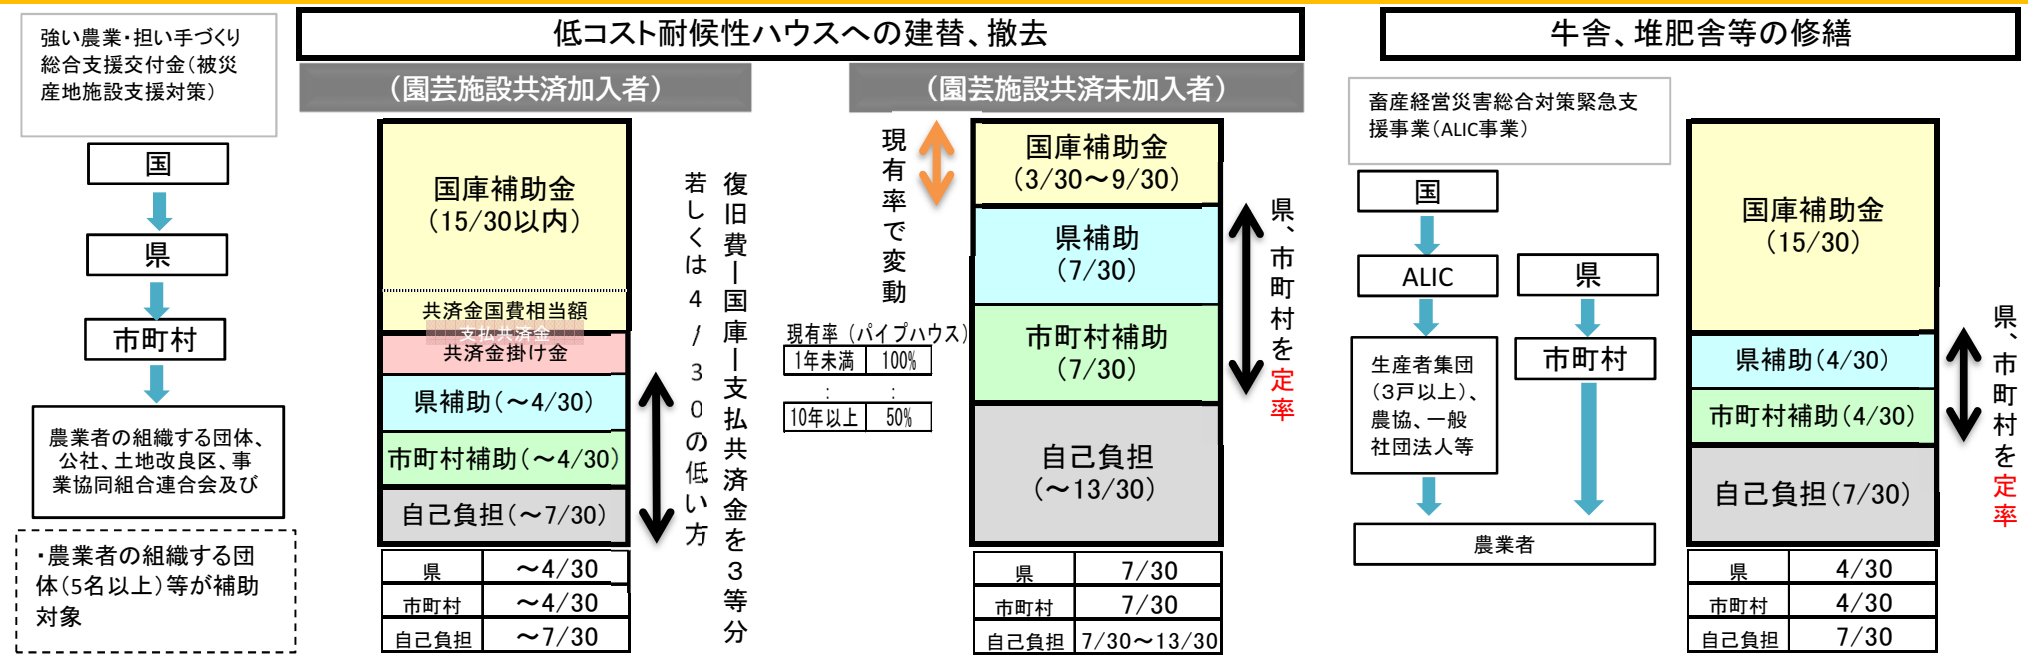 強い農業・担い手づくり
総合支援交付金(被災
産地施設支援対策)
国
県
市町村
農業者の組織する団体、
公社、土地改良区、事
業協同組合連合会及び
・農業者の組織する団
体(5名以上)等が補助
対象
低コスト耐候性ハウスへの建替、撤去
(園芸施設共済加入者)
国庫補助金
(15/30以内)
共済金国費相当額
支払共済金
共済金掛け金
県補助(～4/30)
市町村補助(～4/30)
自己負担(～7/30)
復旧費ー国庫ー支払共済金を3等分
若しくは4/30の低い方
県 ～4/30
市町村 ～4/30
自己負担 ～7/30
(園芸施設共済未加入者)
現有率で変動
現有率(パイプハウス)
1年未満 100%
: :
10年以上 50%
国庫補助金
(3/30～9/30)
県補助
(7/30)
市町村補助
(7/30)
自己負担
(～13/30)
県、市町村を定率
県 7/30
市町村 7/30
自己負担 7/30～13/30
牛舎、堆肥舎等の修繕
畜産経営災害総合対策緊急支
援事業(ALIC事業)
国
ALIC
生産者集団
(3戸以上)、
農協、一般
社団法人等
県
市町村
農業者
国庫補助金
(15/30)
県補助(4/30)
市町村補助(4/30)
自己負担(7/30)
県、市町村を定率
県 4/30
市町村 4/30
自己負担 7/30